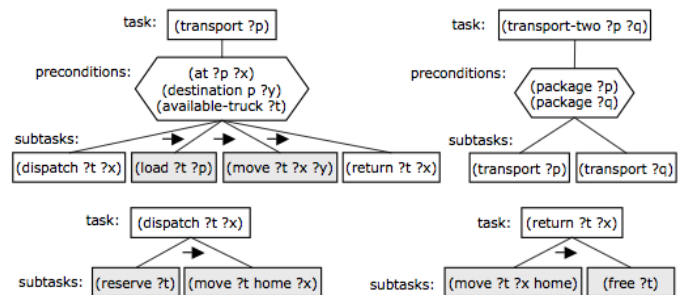 task: (transport ?p)
preconditions: (at ?p ?x)
(destination p ?y)
(available-truck ?t)
subtasks:
(dispatch ?t ?x) (load ?t ?p) (move ?t ?x ?y) (return ?t ?x)
task: (transport-two ?p ?q)
preconditions:
(package ?p)
(package ?q)
subtasks:
(transport ?p) (transport ?q)
task: (dispatch ?t ?x)
subtasks: (reserve ?t) (move ?t home ?x)
task: (return ?t ?x)
subtasks: (move ?t ?x home) (free ?t)